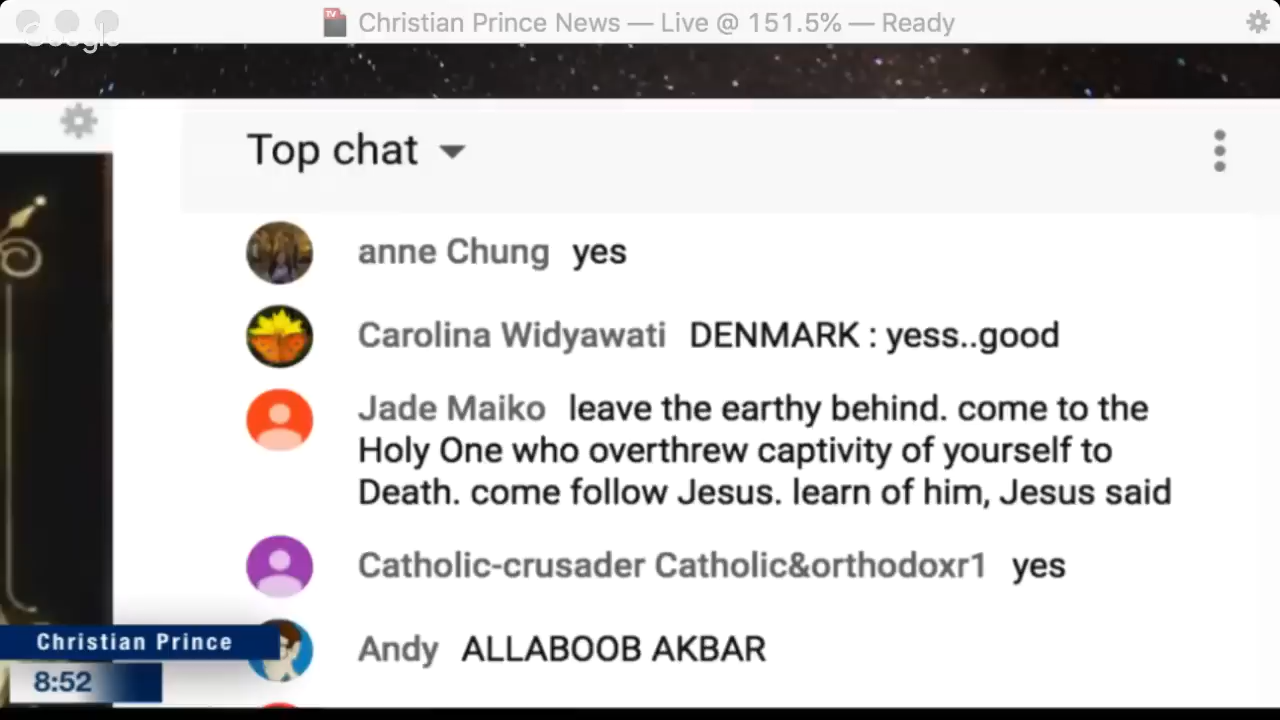 Christian Prince News — Live @ 151.5% — Ready
Google
Top chat
anne Chung yes
Carolina Widyawati DENMARK : yess..good
Jade Maiko leave the earthy behind. come to the
Holy One who overthrew captivity of yourself to
Death. come follow Jesus. learn of him, Jesus said
Catholic-crusader Catholic&orthodoxr1 yes
Andy ALLABOOB AKBAR
Christian Prince
8:52